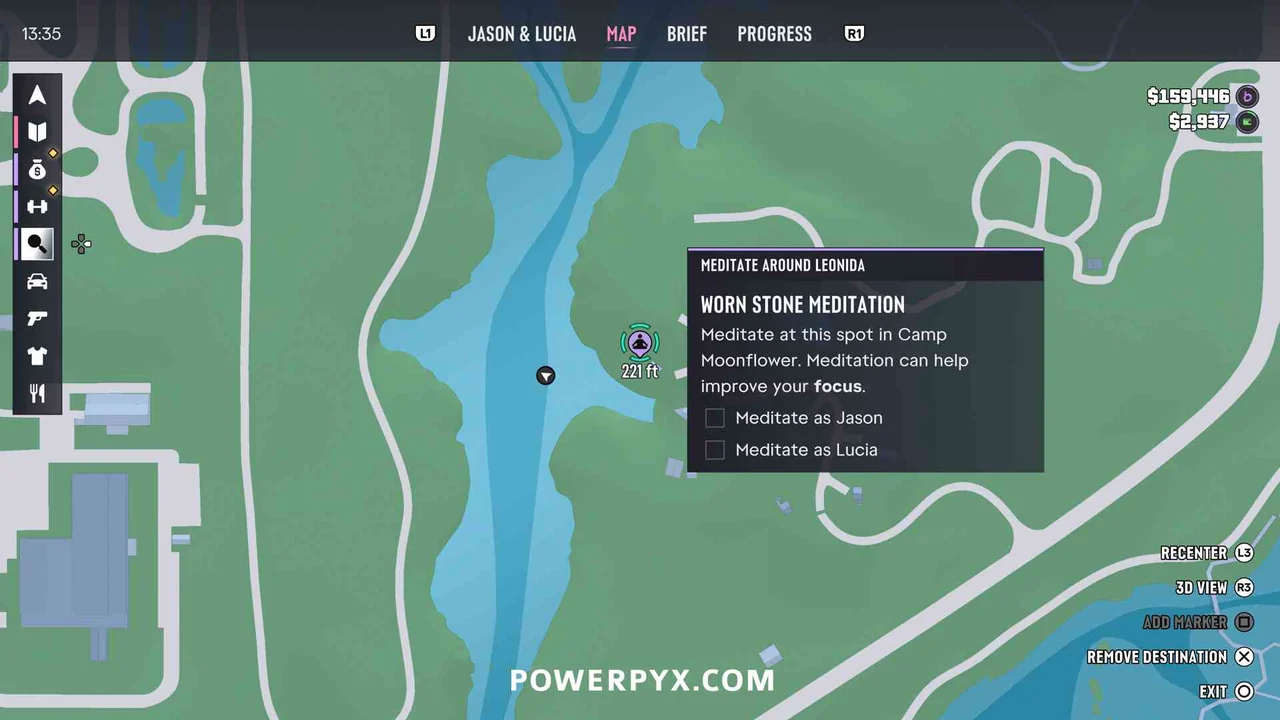 13:35
L1 JASON & LUCIA MAP BRIEF PROGRESS R1
$159,446
$2,937
MEDITATE AROUND LEONIDA
WORN STONE MEDITATION
Meditate at this spot in Camp
Moonflower. Meditation can help
improve your focus.
Meditate as Jason
Meditate as Lucia
221 ft
RECENTER L3
3D VIEW R3
ADD MARKER
REMOVE DESTINATION
EXIT
POWERPYX.COM